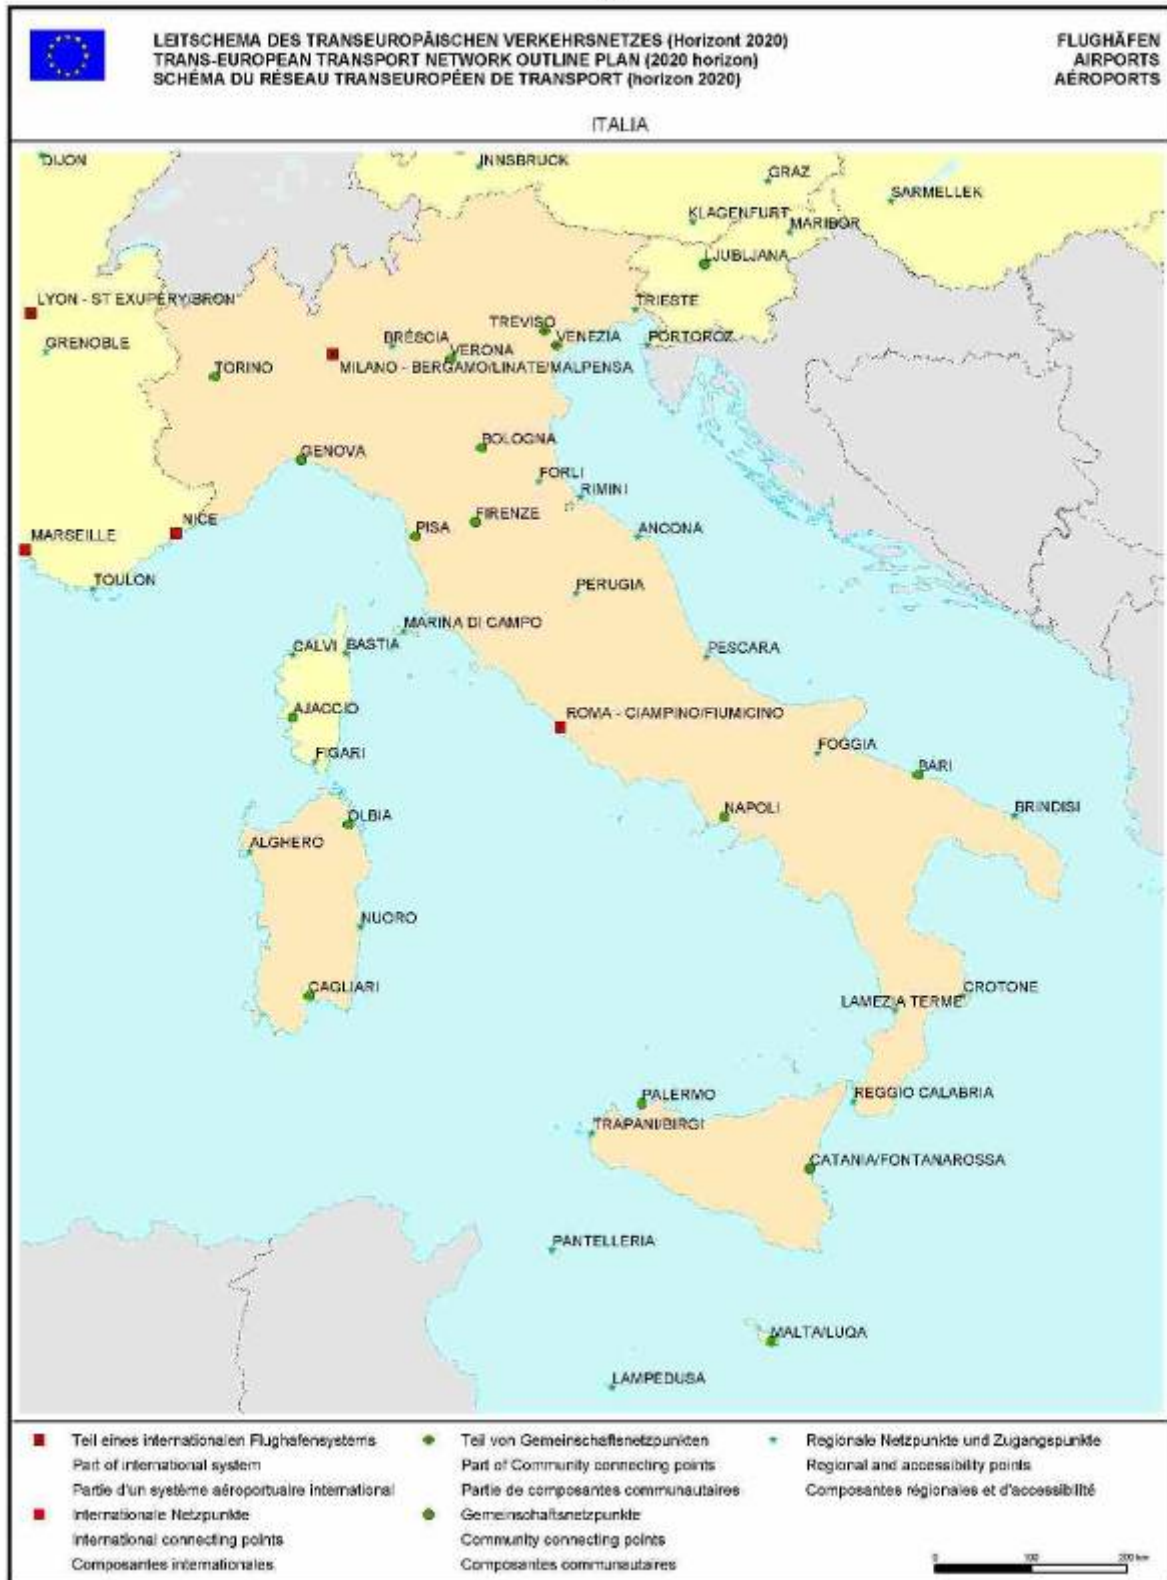 LEITSCHEMA DES TRANSEUROPÄISCHEN VERKEHRSNETZES (Horizont 2020)
TRANS-EUROPEAN TRANSPORT NETWORK OUTLINE PLAN (2020 horizon)
SCHÉMA DU RÉSEAU TRANSEUROPÉEN DE TRANSPORT (horizon 2020)
FLUGHÄFEN
AIRPORTS
AÉROPORTS
ITALIA
DIJON
INNSBRUCK
GRAZ
SARMELLEK
KLAGENFURT
MARIBOR
LJUBLJANA
LYON - ST EXUPÉRY/BRON
TRIESTE
TREVISO
GRENOBLE
BRÉSCIA
VENEZIA
PORTOROZ
VERONA
TORINO
MILANO - BERGAMO/LINATE/MALPENSA
BOLOGNA
GENOVA
FORLI
RIMINI
NICE
PISA
FIRENZE
ANCONA
MARSEILLE
TOULON
PERUGIA
MARINA DI CAMPO
CALVI
BASTIA
PESCARA
AJACCIO
ROMA - CIAMPINO/FIUMICINO
FIGARI
FOGGIA
BARI
OLBIA
NAPOLI
BRINDISI
ALGHERO
NUORO
CAGLIARI
CROTONE
LAMEZIA TERME
PALERMO
REGGIO CALABRIA
TRAPANI/BIRGI
CATANIA/FONTANAROSSA
PANTELLERIA
MALTA/LUQA
LAMPEDUSA
Teil eines internationalen Flughafensystems
Part of international system
Partie d'un système aéroportuaire international
Internationale Netzpunkte
International connecting points
Composantes internationales
Teil von Gemeinschaftsnetzpunkten
Part of Community connecting points
Partie de composantes communautaires
Gemeinschaftsnetzpunkte
Community connecting points
Composantes communautaires
Regionale Netzpunkte und Zugangspunkte
Regional and accessibility points
Composantes régionales et d'accessibilité
0 100 200 km